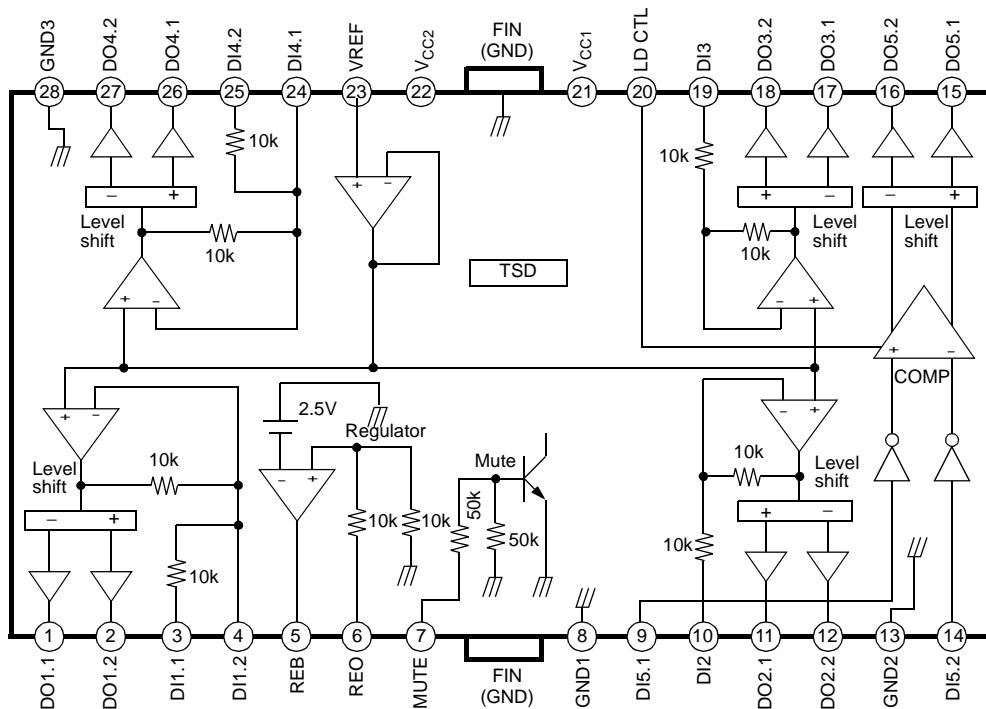 GND3 DO4.2 DO4.1 DI4.2 DI4.1 VREF VCC2 FIN (GND) VCC1 LD CTL DI3 DO3.2 DO3.1 DO5.2 DO5.1
28 27 26 25 24 23 22 21 20 19 18 17 16 15
10k
10k
+ -
- + + - - +
Level shift
10k
10k
Level shift
Level shift
TSD
+ -
- +
+ -
COMP
2.5V
+ -
- +
Regulator
Level shift
10k
- +
Mute
10k
Level shift
- +
10k
10k
10k
50k
50k
10k
+ -
1 2 3 4 5 6 7 8 9 10 11 12 13 14
DO1.1 DO1.2 DI1.1 DI1.2 REB REO MUTE FIN (GND) GND1 DI5.1 DI2 DO2.1 DO2.2 GND2 DI5.2